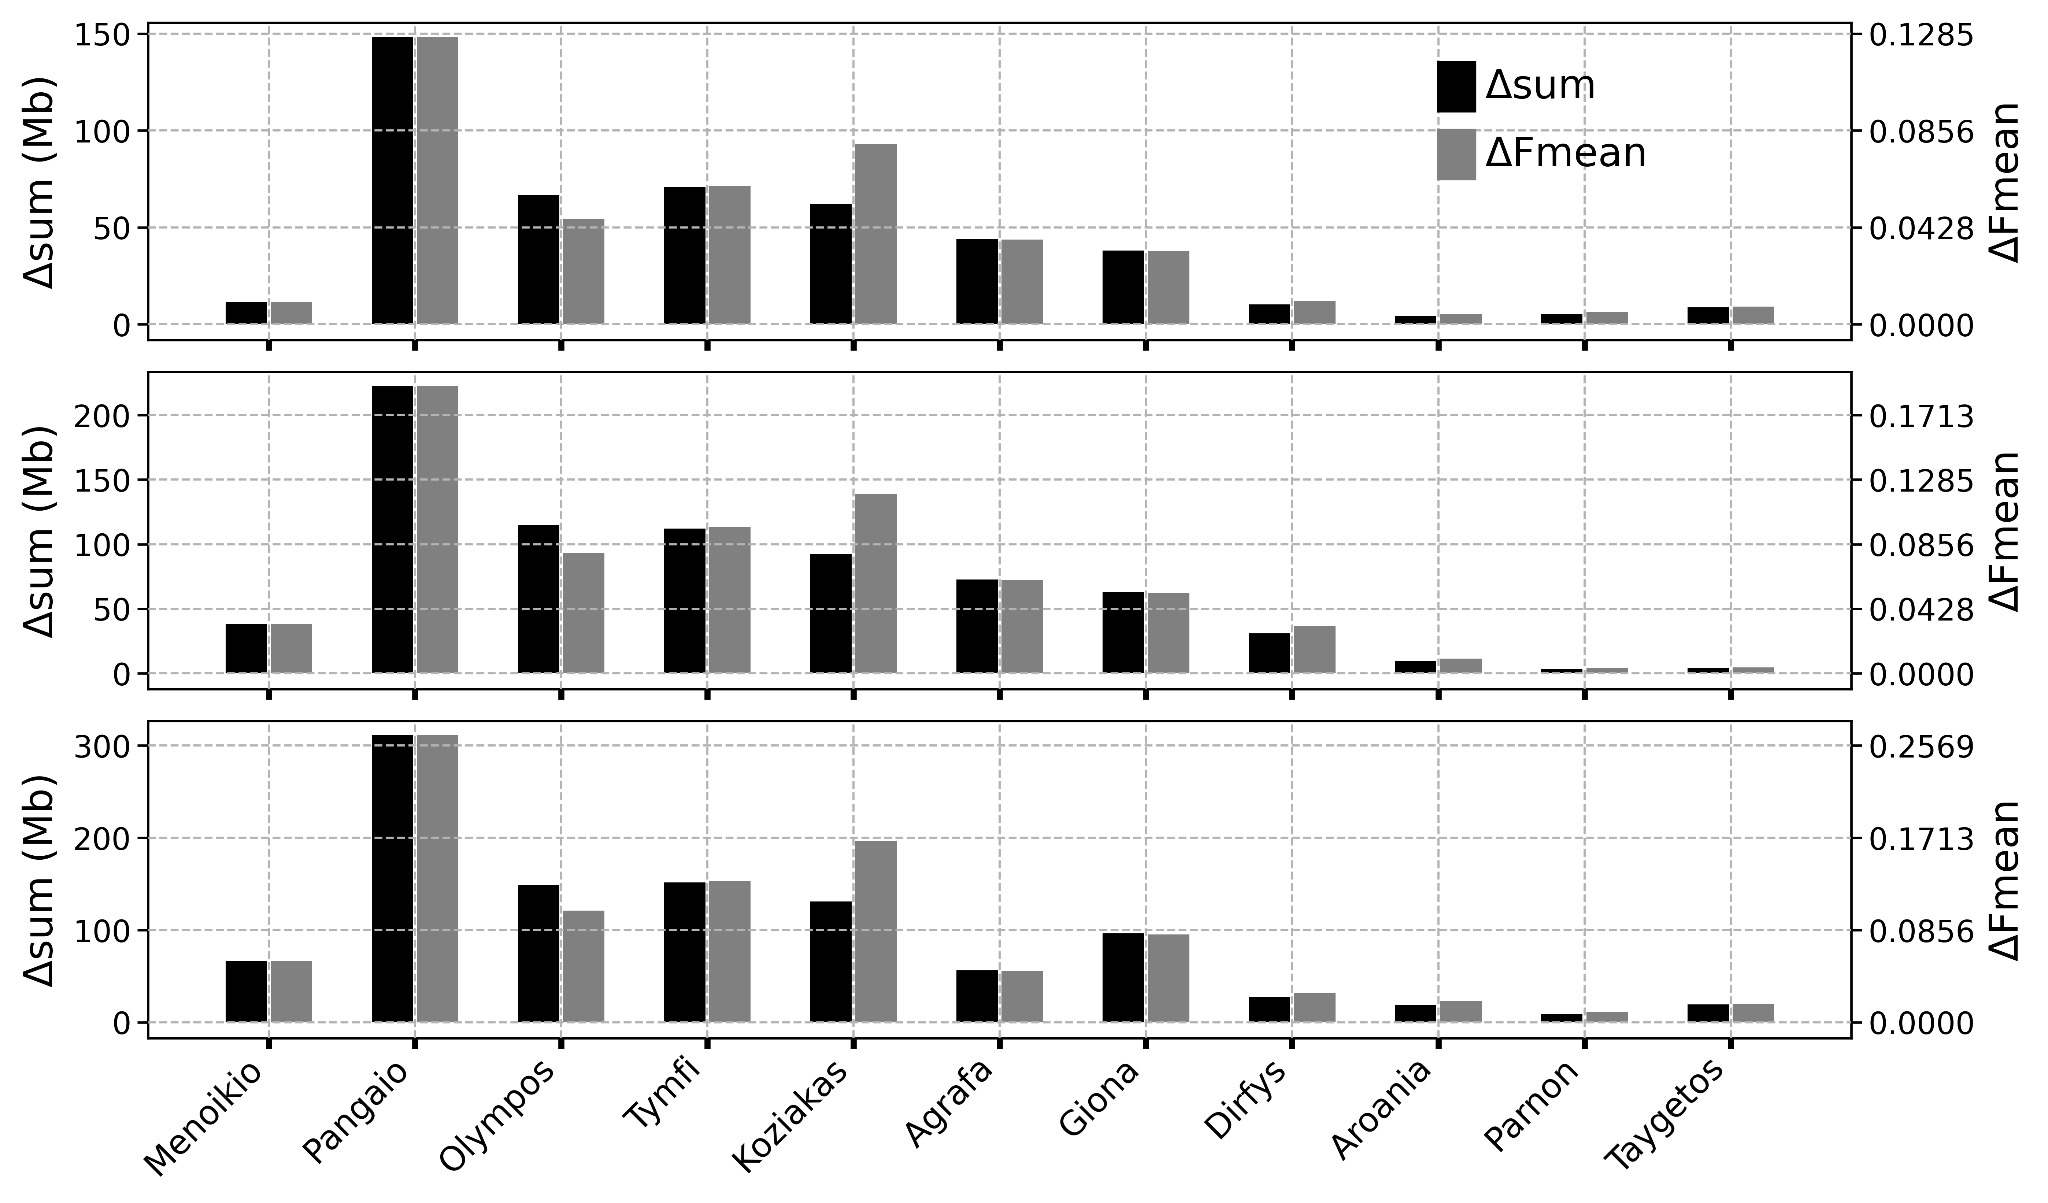 Δsum (Mb)
150
100
50
0
Δsum
ΔFmean
0.1285
0.0856
0.0428
0.0000
ΔFmean
Δsum (Mb)
200
150
100
50
0
0.1713
0.1285
0.0856
0.0428
0.0000
ΔFmean
Δsum (Mb)
300
200
100
0
0.2569
0.1713
0.0856
0.0000
ΔFmean
Menoikio
Pangaio
Olympos
Tymfi
Koziakas
Agrafa
Giona
Dirfys
Aroania
Parnon
Taygetos